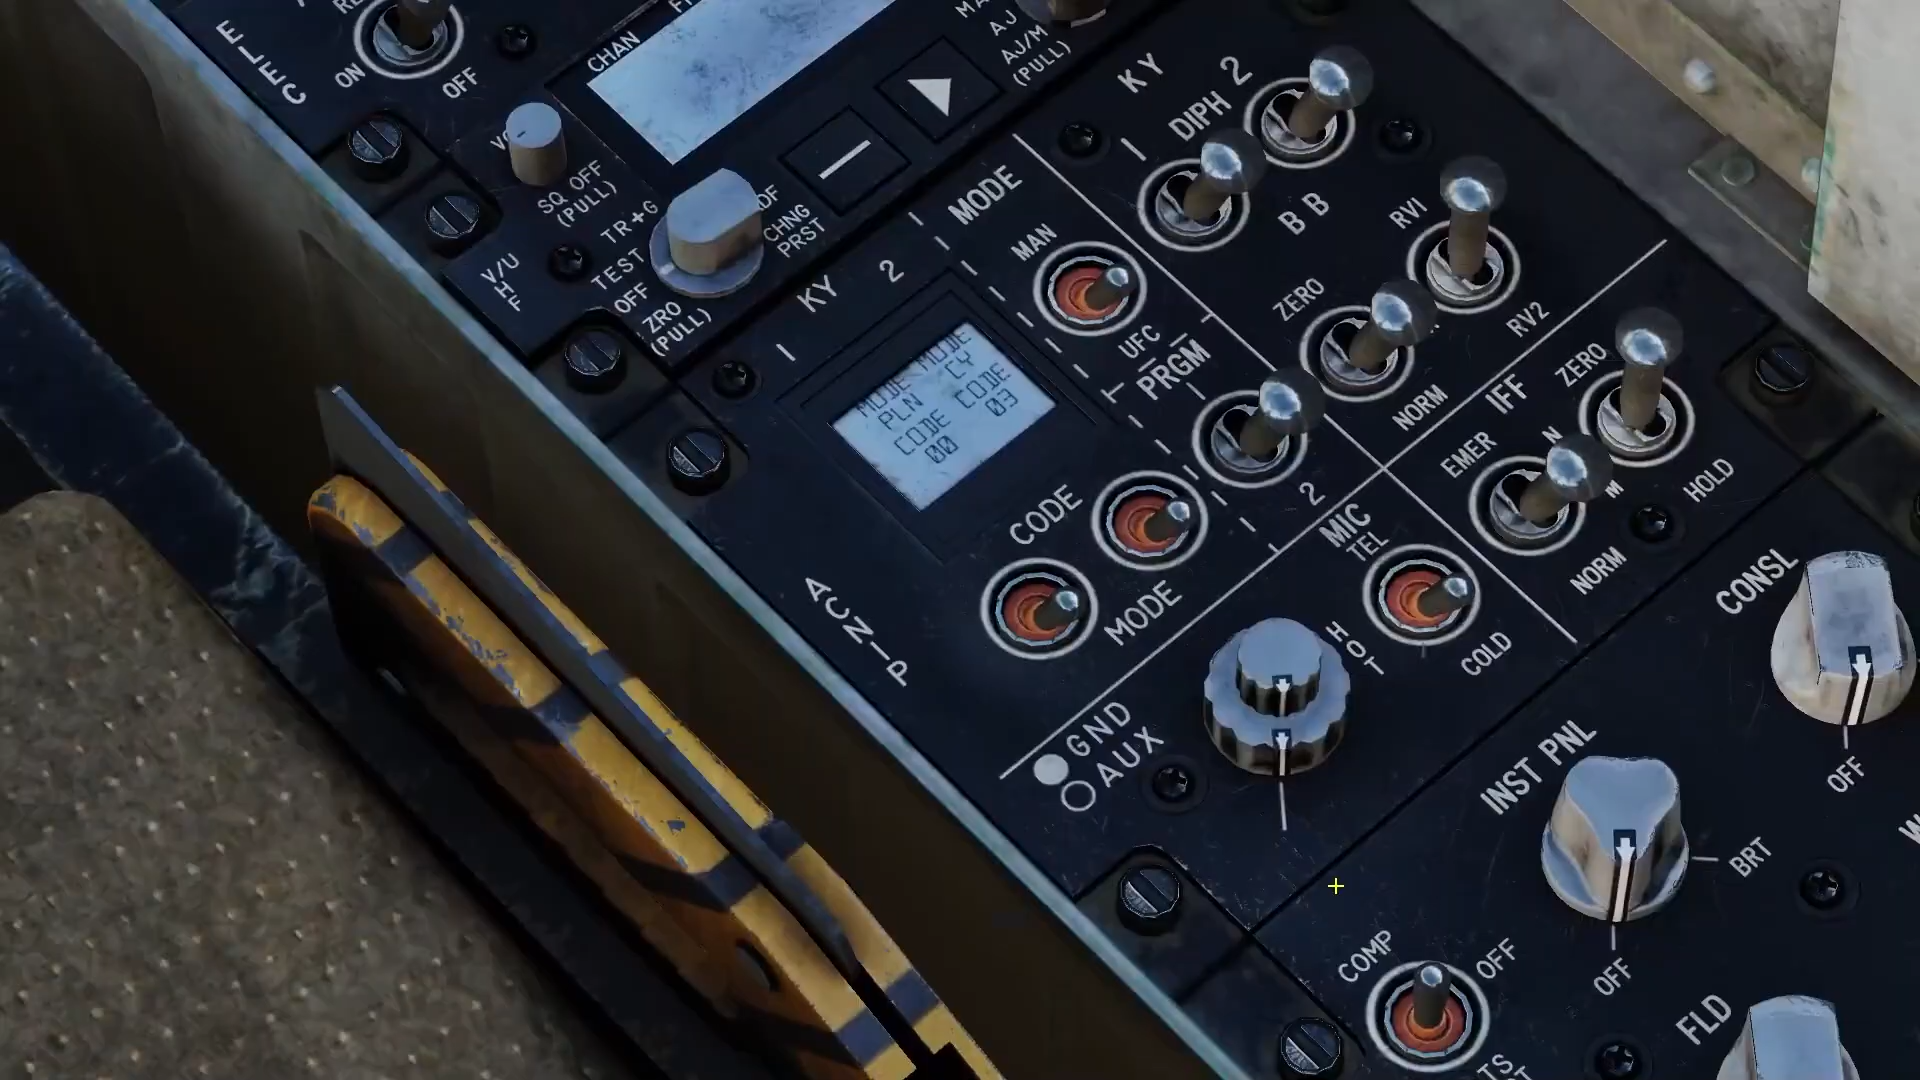 ELEC
ON
OFF
CHAN
AJ
AJ/M
(PULL)
SQ OFF
(PULL)
V/U
HF
TR+G
TEST
OFF
ZRO
(PULL)
CHNG
PRST
KY
DIPH 2
BB
RV1
RV2
MODE
MAN
UFC
PRGM
ZERO
NORM
1 KY 2
MODE MODE
PLN CY
CODE CODE
00 03
CODE
MODE
2
ACNIP
IFF
ZERO
EMER
N
M
HOLD
NORM
MIC
TEL
HOT
COLD
GND
AUX
CONSL
OFF
INST PNL
BRT
OFF
COMP
OFF
FLD